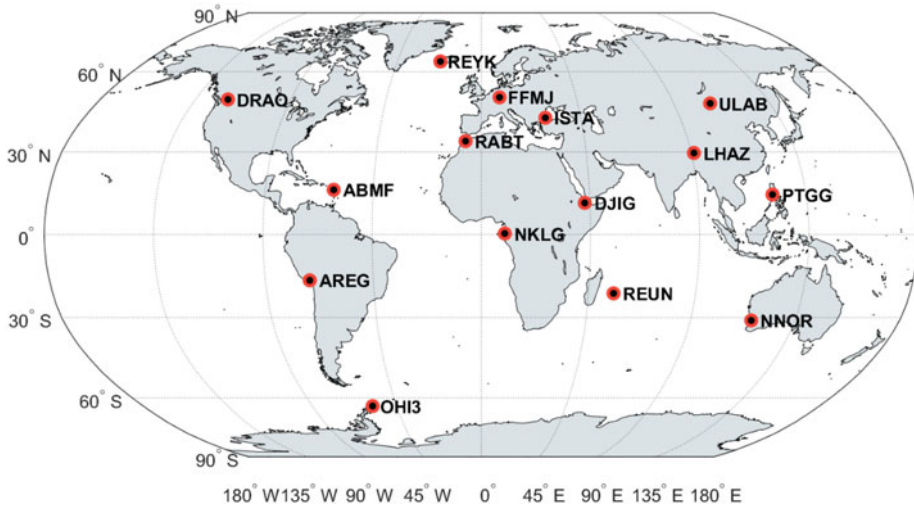 90° N
60° N
30° N
0°
30° S
60° S
90° S
REYK
DRAO
FFMJ
ULAB
ISTA
RABT
LHAZ
ABMF
PTGG
DJIG
NKLG
AREG
REUN
NNOR
OHI3
180° W 135° W 90° W 45° W 0° 45° E 90° E 135° E 180° E